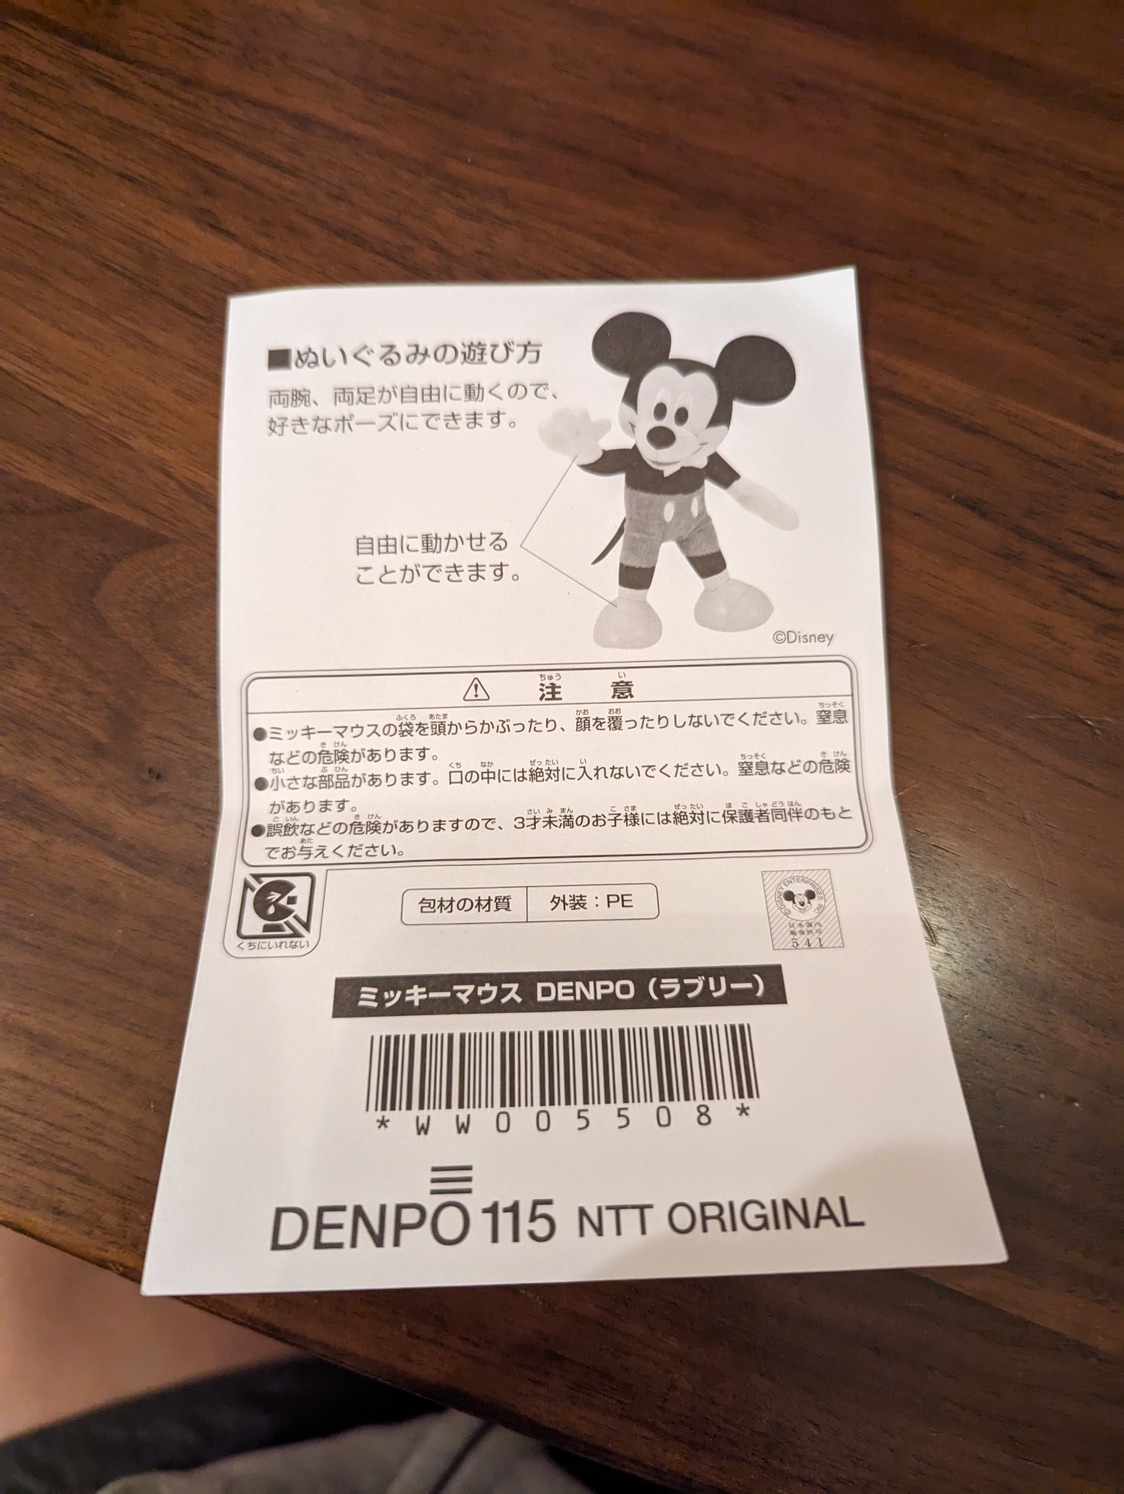 ■ぬいぐるみの遊び方
両腕、両足が自由に動くので、
好きなポーズにできます。
自由に動かせる
ことができます。
©Disney
⚠ 注意
●ミッキーマウスの袋を頭からかぶったり、顔を覆ったりしないでください。窒息
などの危険があります。
●小さな部品があります。口の中には絶対に入れないでください。窒息などの危険
があります。
●誤飲などの危険がありますので、3才未満のお子様には絶対に保護者同伴のもと
でお与えください。
くちにいれない
包材の材質 外装：PE
541
ミッキーマウス DENPO（ラブリー）
*WW005508*
DENPO115 NTT ORIGINAL